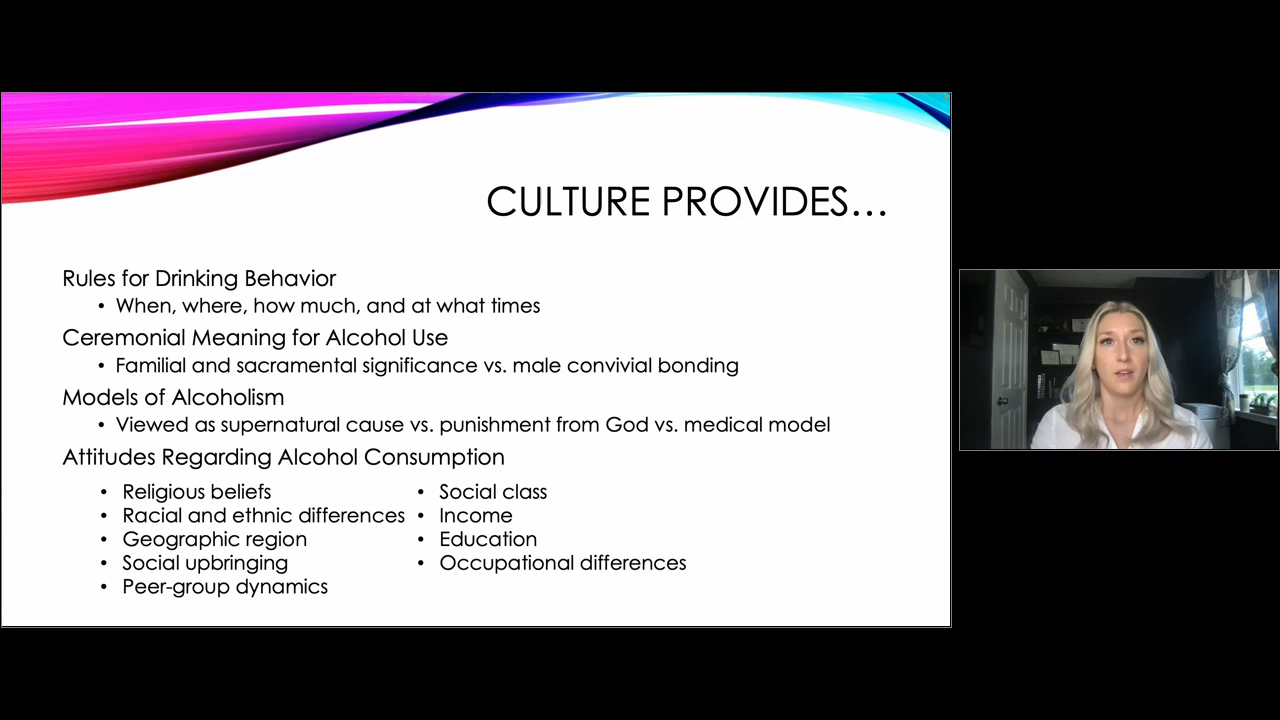 CULTURE PROVIDES…
Rules for Drinking Behavior
• When, where, how much, and at what times
Ceremonial Meaning for Alcohol Use
• Familial and sacramental significance vs. male convivial bonding
Models of Alcoholism
• Viewed as supernatural cause vs. punishment from God vs. medical model
Attitudes Regarding Alcohol Consumption
• Religious beliefs
• Racial and ethnic differences
• Geographic region
• Social upbringing
• Peer-group dynamics
• Social class
• Income
• Education
• Occupational differences